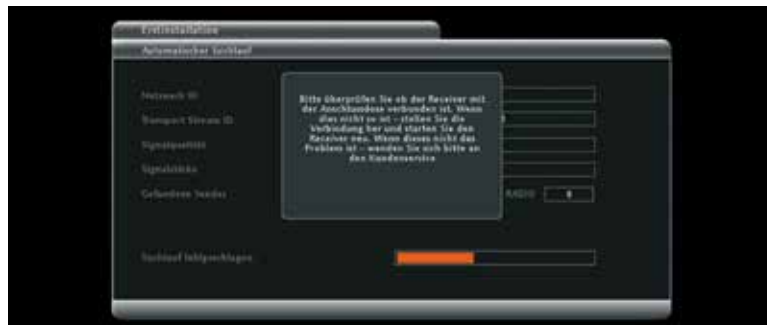 Erstinstallation
Automatischer Suchlauf
Network ID
Transport Stream ID
Signalqualität
Signalstärke
Gefundene Sender
RADIO
0
Suchlauf fehlgeschlagen
Bitte überprüfen Sie ob der Receiver mit
der Anschlussdose verbunden ist. Wenn
dies nicht so ist - stellen Sie die
Verbindung her und starten Sie den
Receiver neu. Wenn dieses nicht das
Problem ist - wenden Sie sich bitte an
den Kundenservice